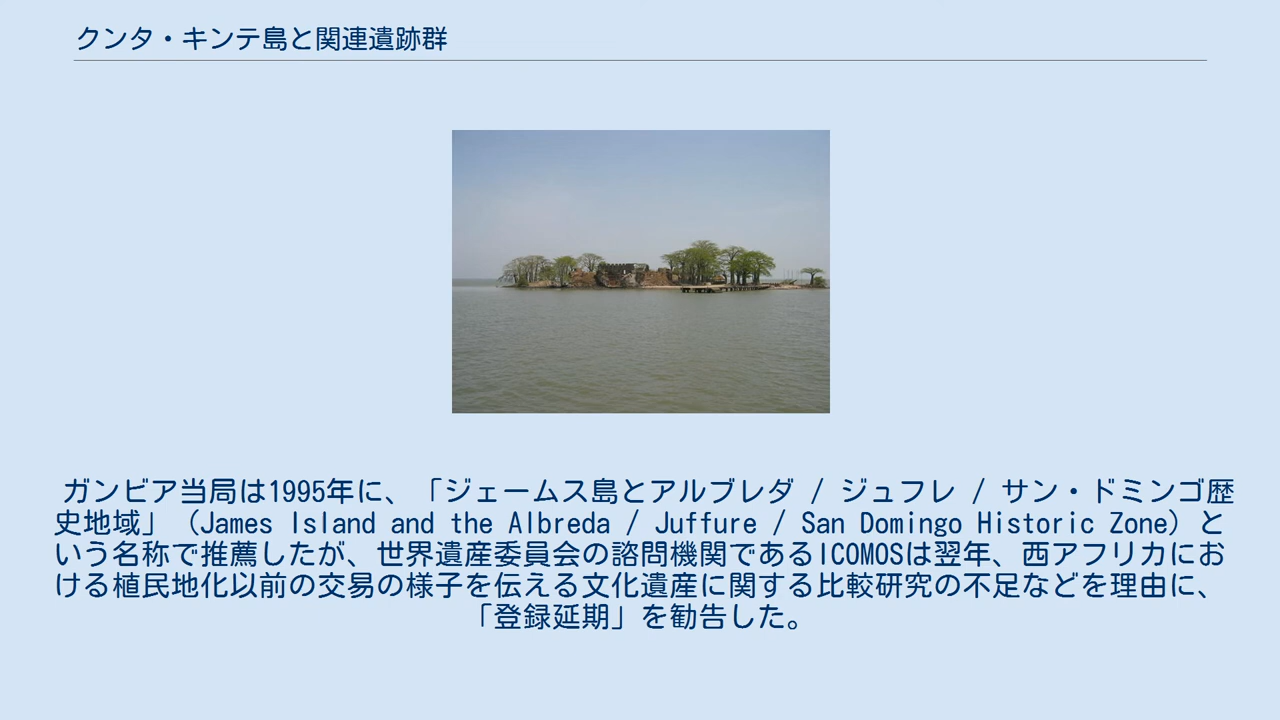 クンタ・キンテ島と関連遺跡群
ガンビア当局は1995年に、「ジェームス島とアルブレダ / ジュフレ / サン・ドミンゴ歴
史地域」（James Island and the Albreda / Juffure / San Domingo Historic Zone）と
いう名称で推薦したが、世界遺産委員会の諮問機関であるICOMOSは翌年、西アフリカにお
ける植民地化以前の交易の様子を伝える文化遺産に関する比較研究の不足などを理由に、
「登録延期」を勧告した。